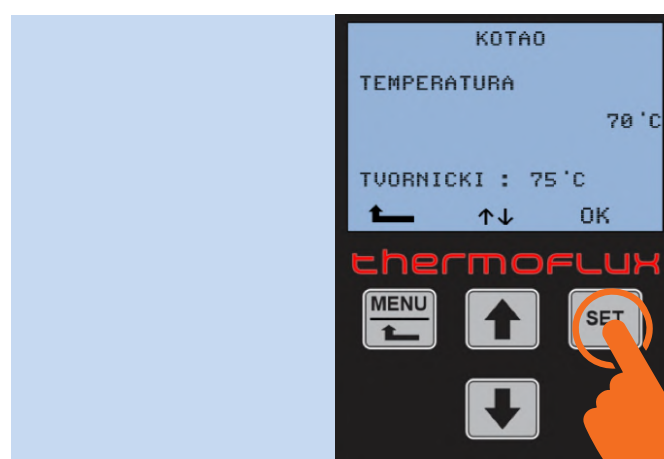 KOTAO
TEMPERATURA
70°C
TVORNICKI : 75°C
OK
thermoflux
MENU
SET